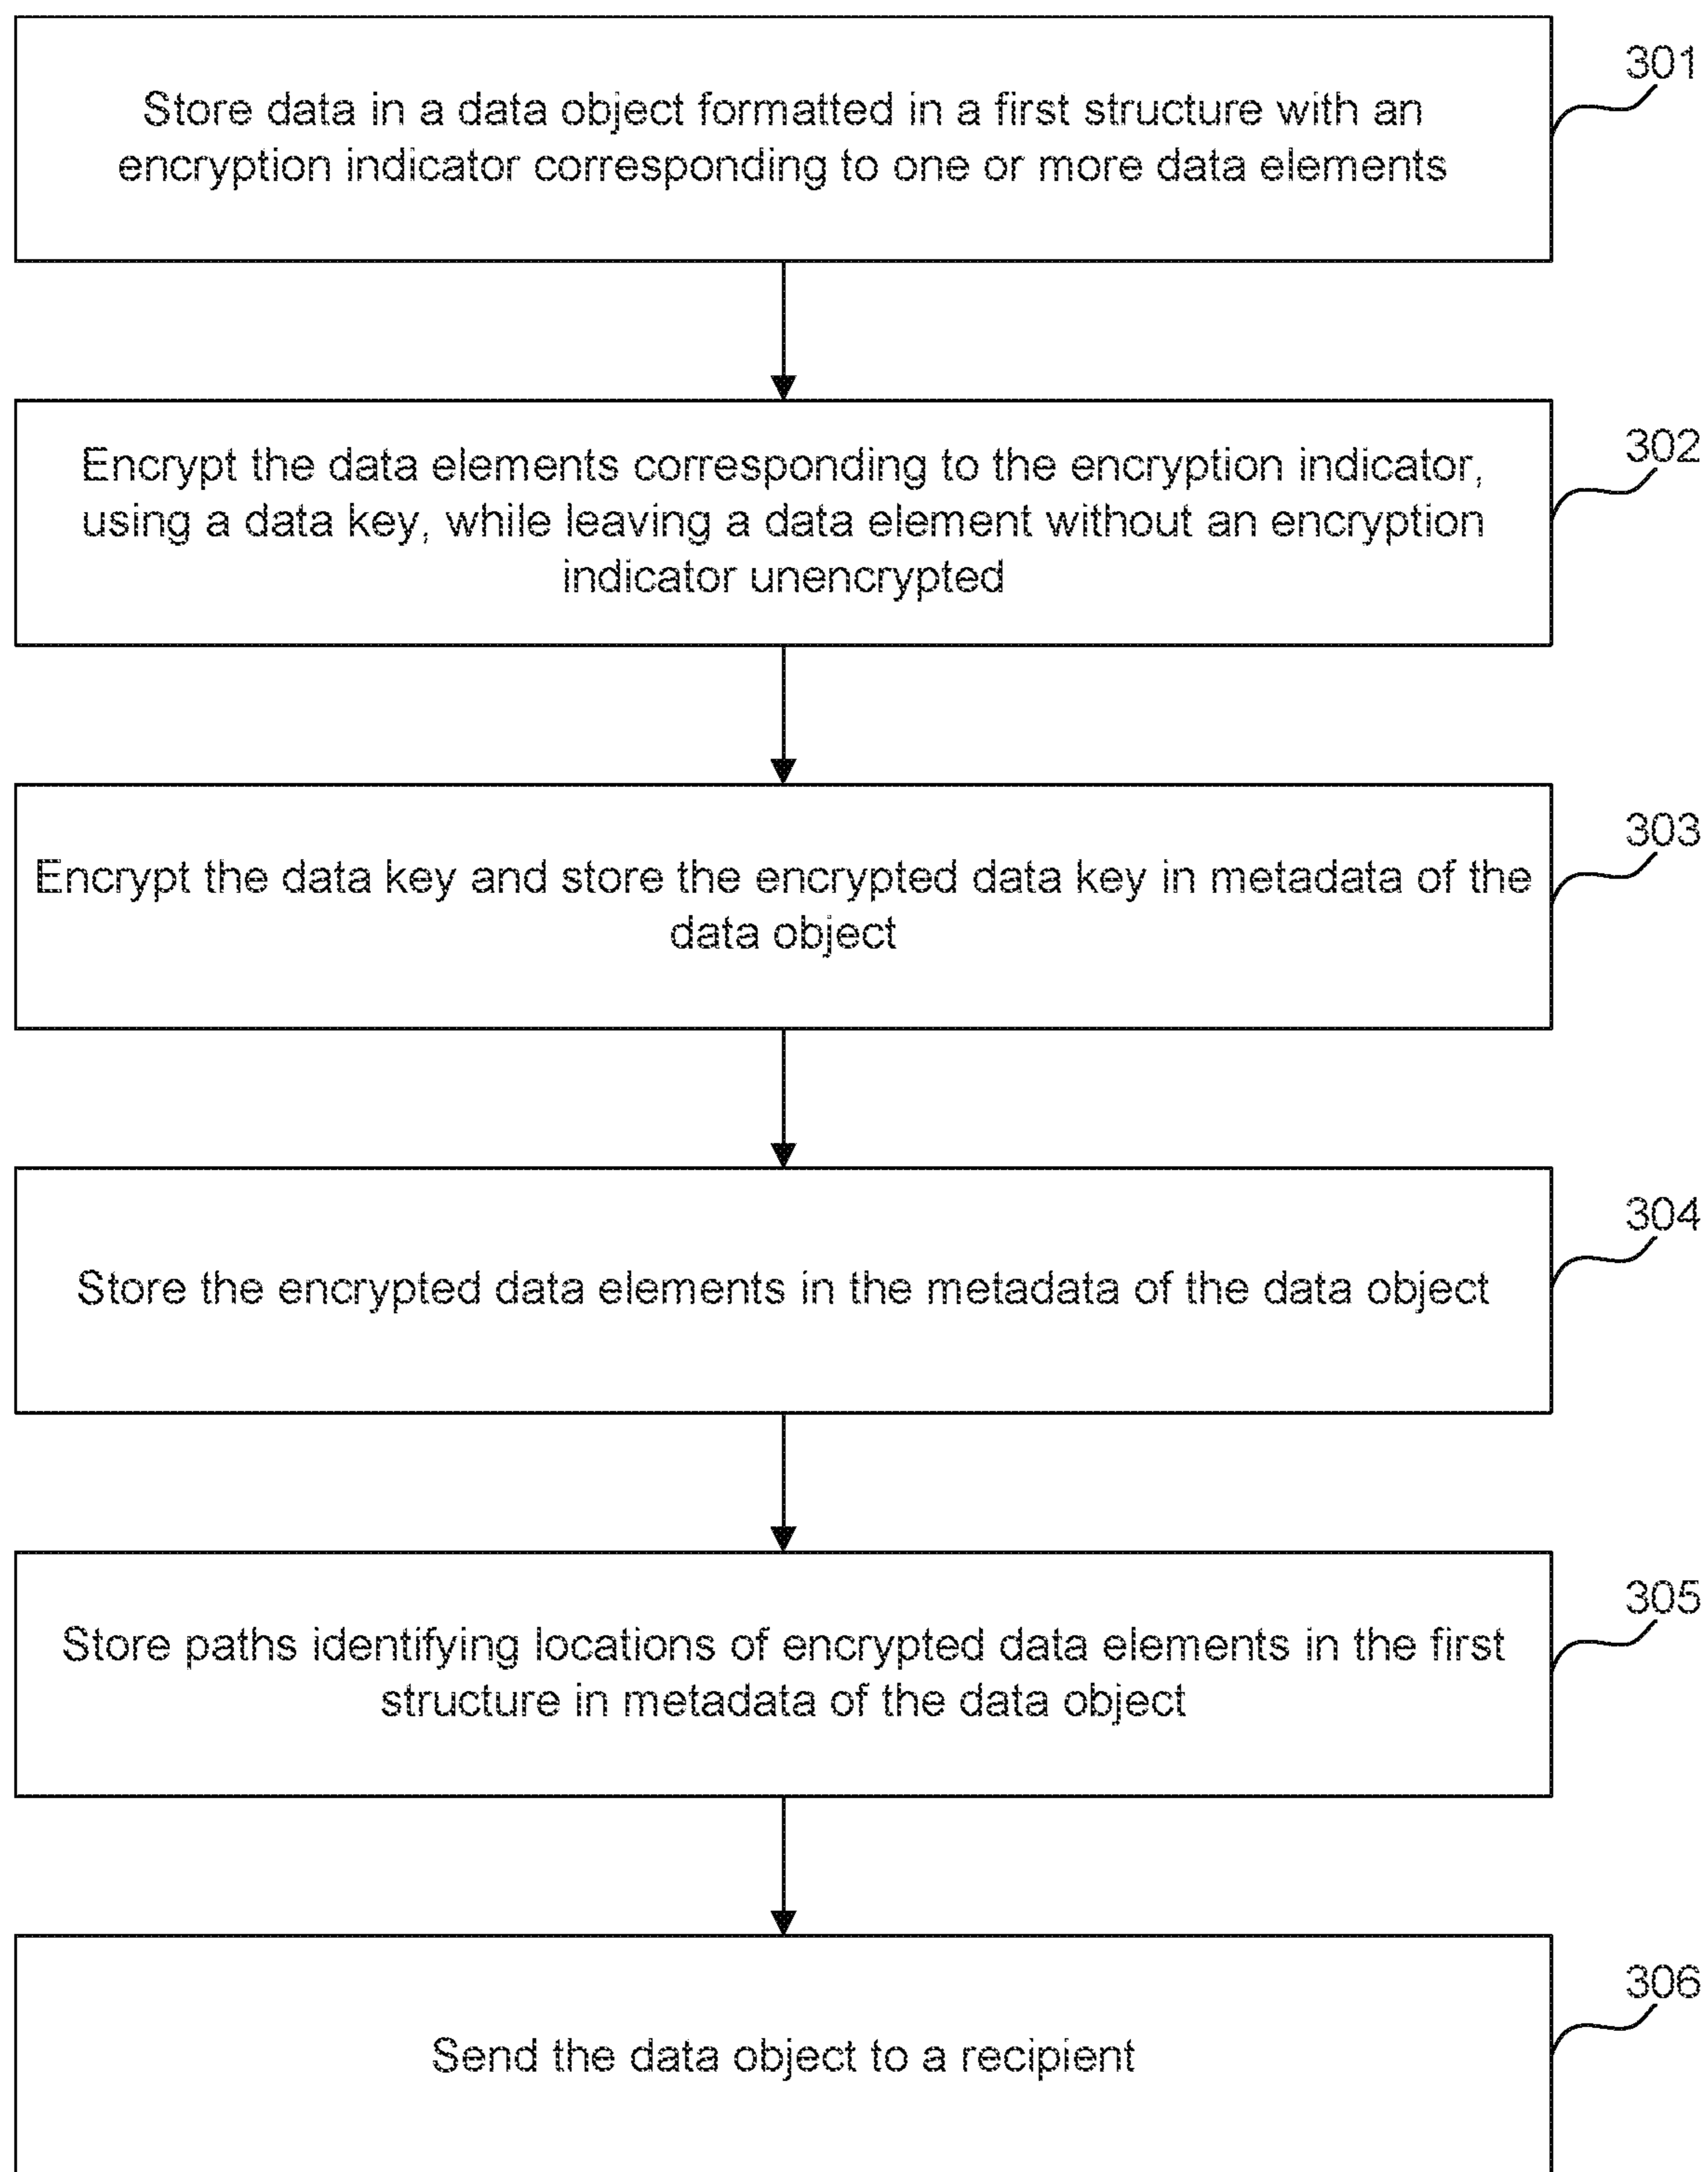 301
Store data in a data object formatted in a first structure with an
encryption indicator corresponding to one or more data elements
302
Encrypt the data elements corresponding to the encryption indicator,
using a data key, while leaving a data element without an encryption
indicator unencrypted
303
Encrypt the data key and store the encrypted data key in metadata of the
data object
304
Store the encrypted data elements in the metadata of the data object
305
Store paths identifying locations of encrypted data elements in the first
structure in metadata of the data object
306
Send the data object to a recipient